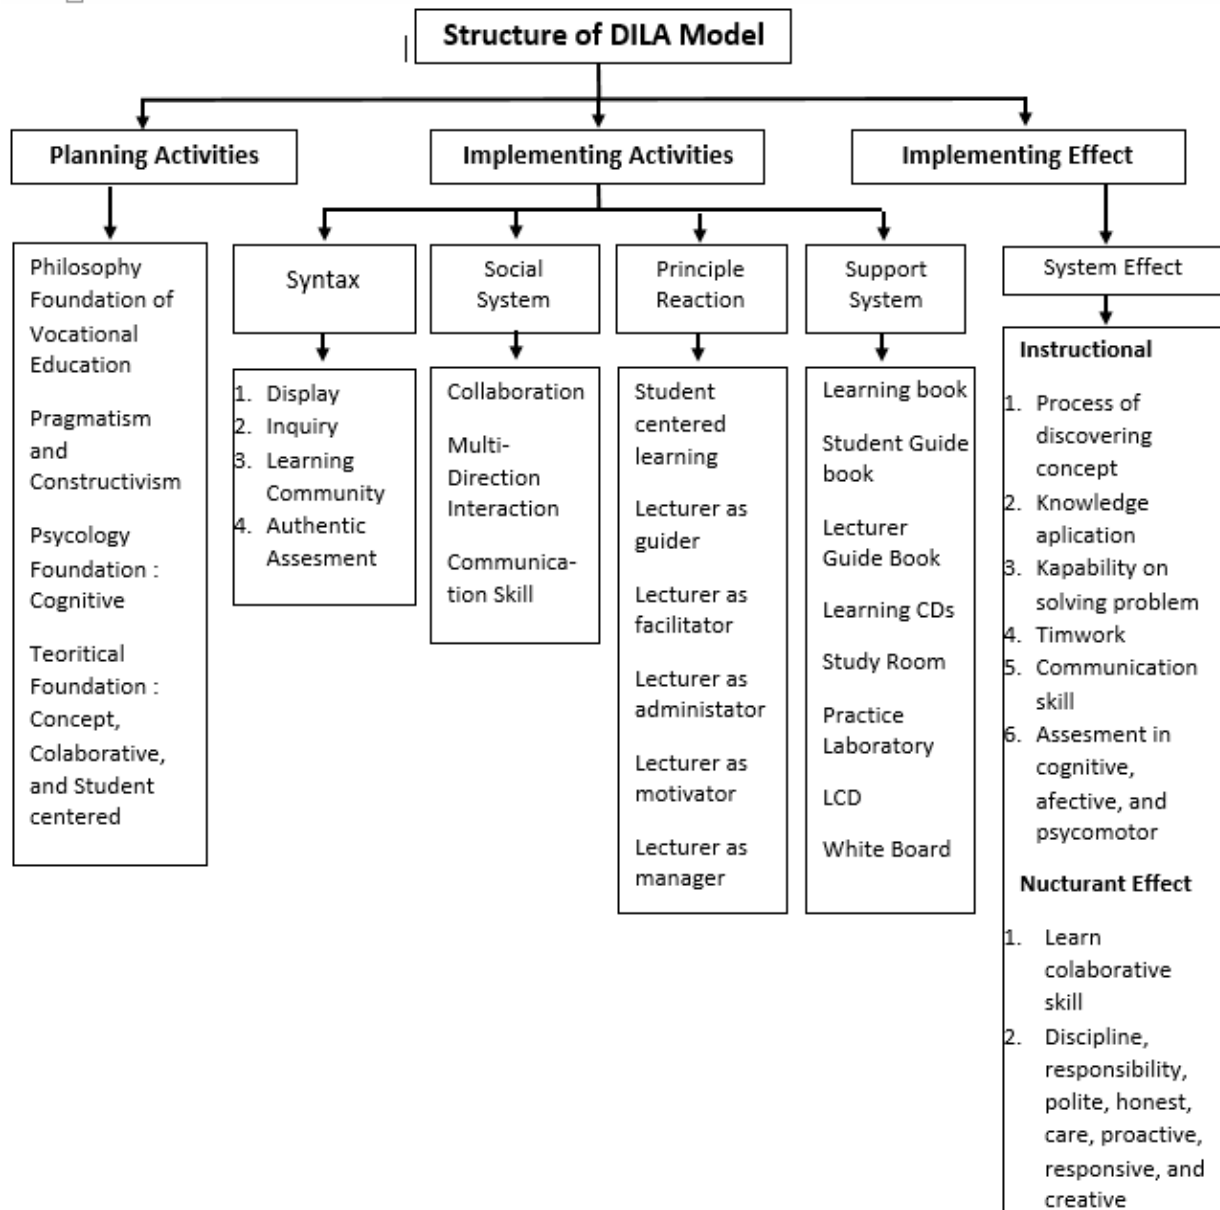 Structure of DILA Model
Planning Activities
Implementing Activities
Implementing Effect
Philosophy
Foundation of
Vocational
Education
Pragmatism
and
Constructivism
Psycology
Foundation :
Cognitive
Teoritical
Foundation :
Concept,
Colaborative,
and Student
centered
Syntax
1. Display
2. Inquiry
3. Learning
Community
4. Authentic
Assesment
Social
System
Collaboration
Multi-
Direction
Interaction
Communica-
tion Skill
Principle
Reaction
Student
centered
learning
Lecturer as
guider
Lecturer as
facilitator
Lecturer as
administator
Lecturer as
motivator
Lecturer as
manager
Support
System
Learning book
Student Guide
book
Lecturer
Guide Book
Learning CDs
Study Room
Practice
Laboratory
LCD
White Board
System Effect
Instructional
1. Process of
discovering
concept
2. Knowledge
aplication
3. Kapability on
solving problem
4. Timwork
5. Communication
skill
6. Assesment in
cognitive,
afective, and
psycomotor
Nucturant Effect
1. Learn
colaborative
skill
2. Discipline,
responsibility,
polite, honest,
care, proactive,
responsive, and
creative